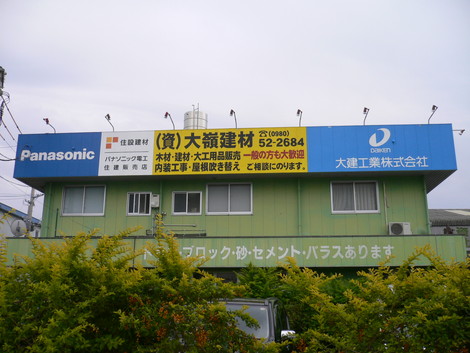 Panasonic
住設建材
パナソニック電工
住建販売店
(資)大嶺建材 ☎(0980)52-2684
木材・建材・大工用品販売 一般の方も大歓迎
内装工事・屋根吹き替え ご相談にのります。
DAIKEN
大建工業株式会社
ブロック・砂・セメント・バラスあります